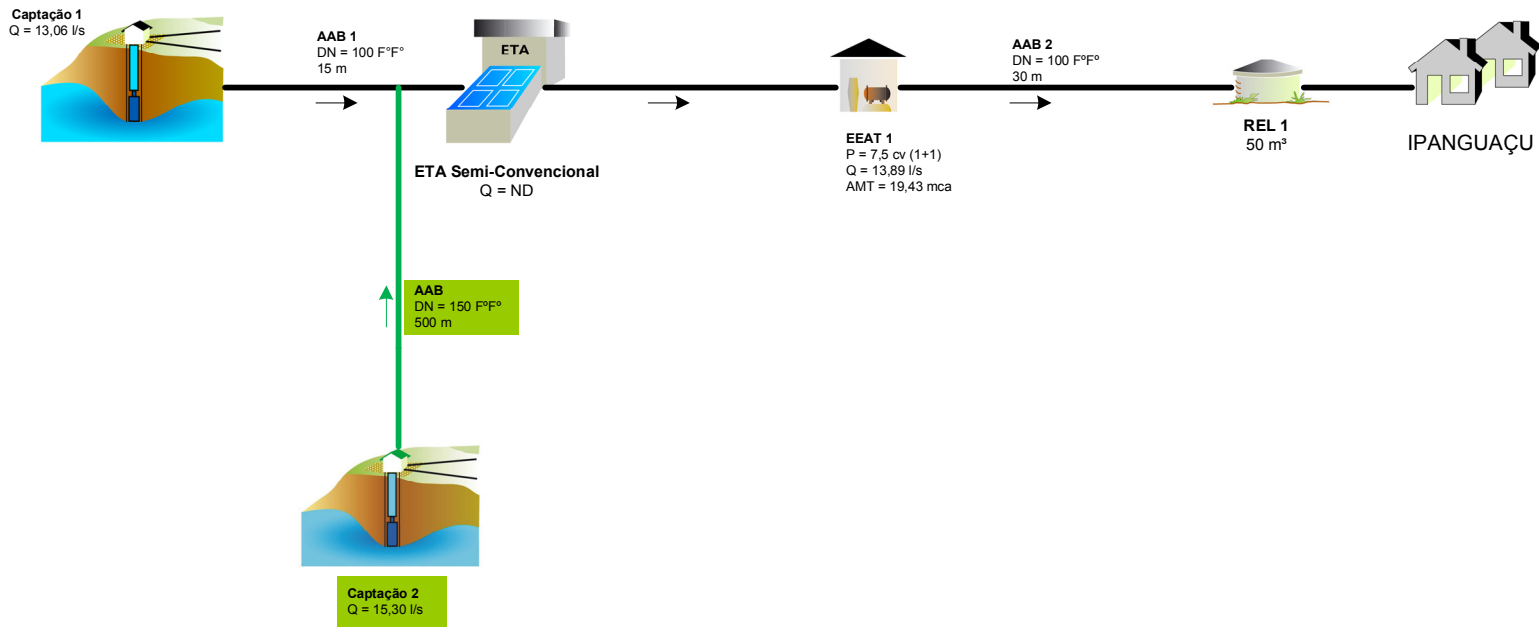 Captação 1
Q = 13,06 l/s
AAB 1
DN = 100 F°F°
15 m
ETA
ETA Semi-Convencional
Q = ND
EEAT 1
P = 7,5 cv (1+1)
Q = 13,89 l/s
AMT = 19,43 mca
AAB 2
DN = 100 FºFº
30 m
REL 1
50 m³
IPANGUAÇU
AAB
DN = 150 FºFº
500 m
Captação 2
Q = 15,30 l/s